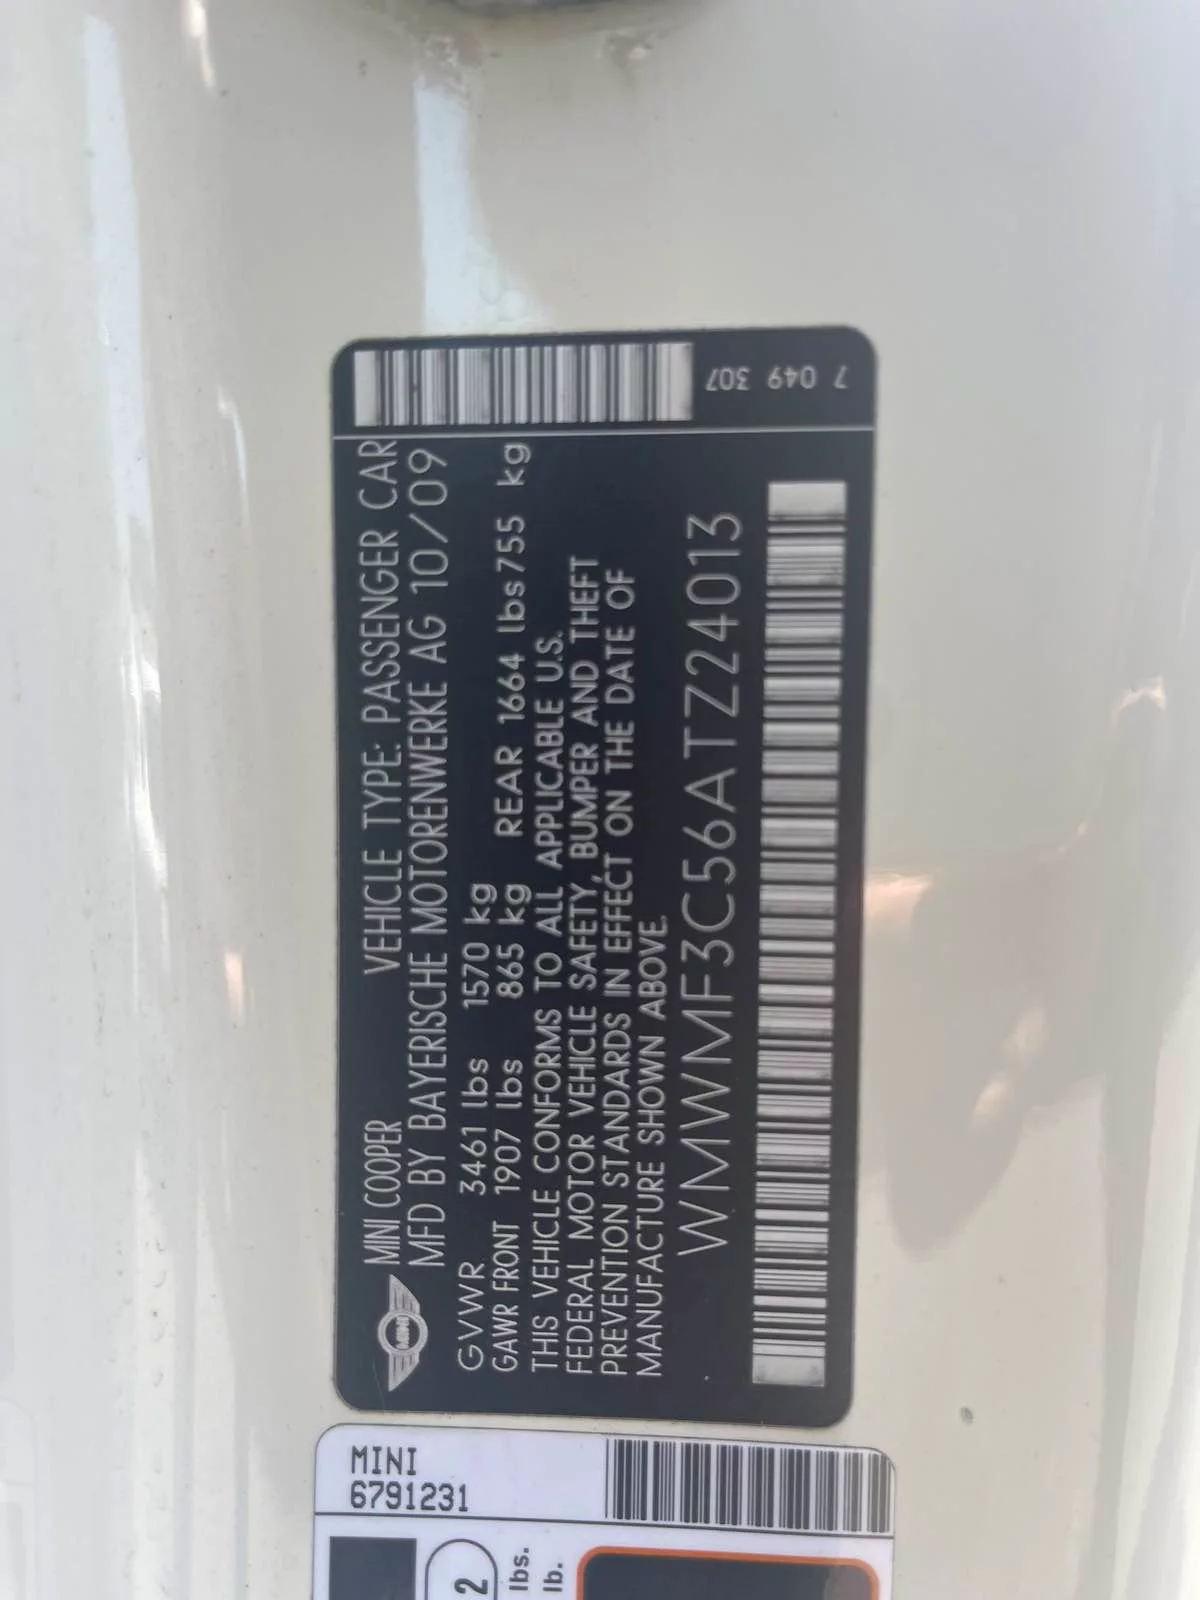 MINI COOPER VEHICLE TYPE: PASSENGER CAR
MFD BY BAYERISCHE MOTORENWERKE AG 10/09
GVWR 3461 lbs 1570 kg
GAWR FRONT 1907 lbs 865 kg REAR 1664 lbs 755 kg
THIS VEHICLE CONFORMS TO ALL APPLICABLE U.S.
FEDERAL MOTOR VEHICLE SAFETY, BUMPER AND THEFT
PREVENTION STANDARDS IN EFFECT ON THE DATE OF
MANUFACTURE SHOWN ABOVE.
WMWMF3C56ATZ24013
7 049 307
MINI
MINI
6791231
2
lbs.
lb.